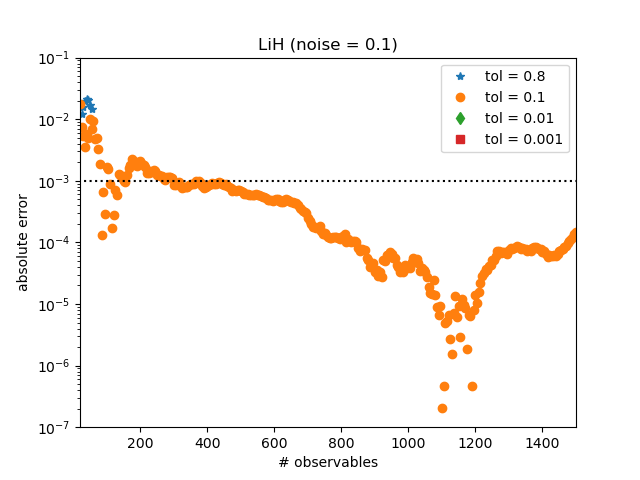 LiH (noise = 0.1)
10^-1
10^-2
10^-3
10^-4
10^-5
10^-6
10^-7
absolute error
tol = 0.8
tol = 0.1
tol = 0.01
tol = 0.001
200 400 600 800 1000 1200 1400
# observables